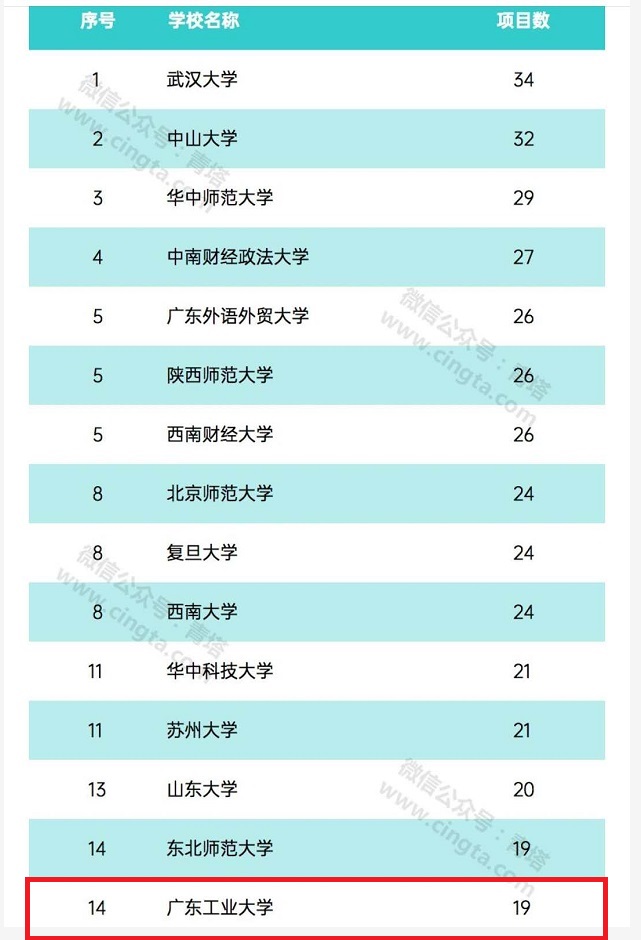 序号 学校名称 项目数
1 武汉大学 34
2 中山大学 32
3 华中师范大学 29
4 中南财经政法大学 27
5 广东外语外贸大学 26
5 陕西师范大学 26
5 西南财经大学 26
8 北京师范大学 24
8 复旦大学 24
8 西南大学 24
11 华中科技大学 21
11 苏州大学 21
13 山东大学 20
14 东北师范大学 19
14 广东工业大学 19
微信公众号：青塔
www.cingta.com
微信公众号：青塔
www.cingta.com
微信公众号：青塔
www.cingta.com
微信公众号：青塔
www.cingta.com